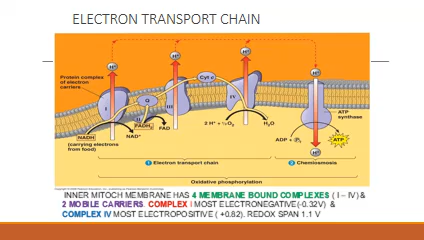 ELECTRON TRANSPORT CHAIN
H⁺
H⁺
H⁺
H⁺
Protein complex
of electron
carriers
Cyt c
Q
I
III
IV
ATP
synthase
FADH₂
FAD
2 H⁺ + ½O₂
H₂O
NADH
NAD⁺
(carrying electrons
from food)
ADP + P
ATP
H⁺
1 Electron transport chain
2 Chemiosmosis
Oxidative phosphorylation
INNER MITOCH MEMBRANE HAS 4 MEMBRANE BOUND COMPLEXES ( I – IV) &
2 MOBILE CARRIERS. COMPLEX I MOST ELECTRONEGATIVE(-0.32V) &
COMPLEX IV MOST ELECTROPOSITIVE ( +0.82). REDOX SPAN 1.1 V